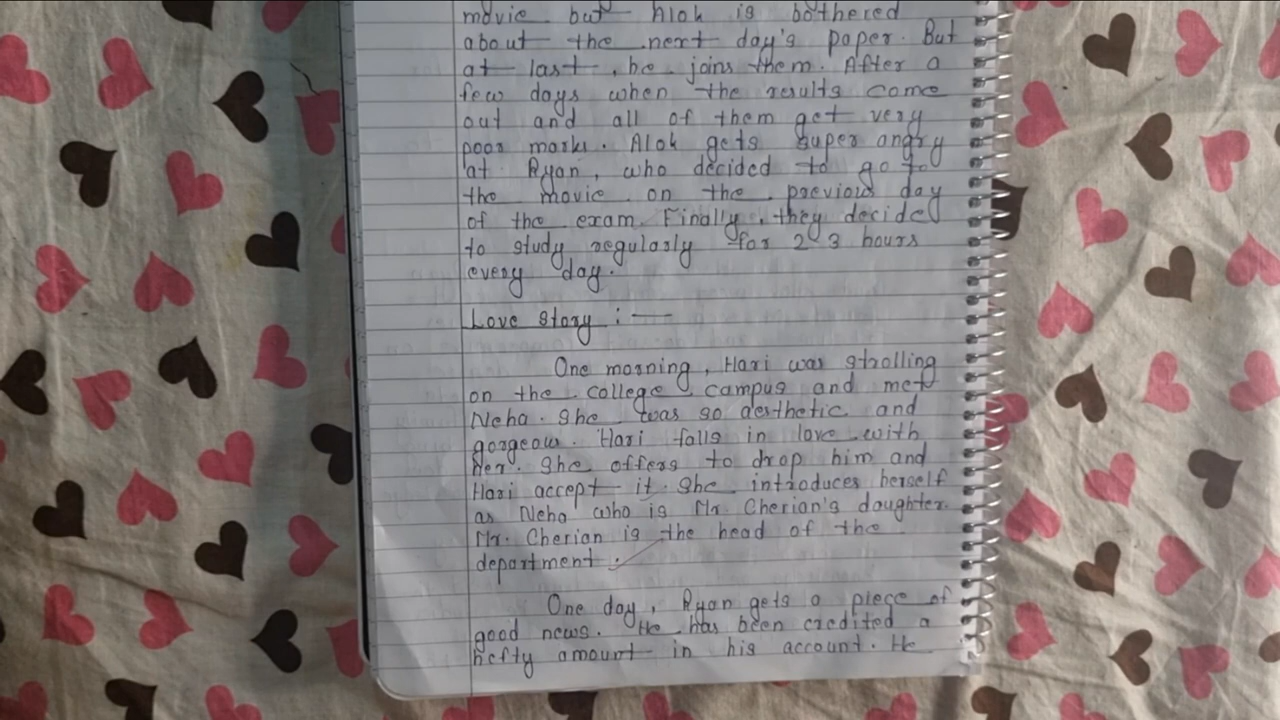 movie but Alok is bothered
about the next day's paper. But
at last, he joins them. After a
few days when the results come
out and all of them get very
poor marks. Alok gets super angry
at Ryan, who decided to go to
the movie on the previous day
of the exam. Finally, they decided
to study regularly for 2-3 hours
every day.
Love Story : —
One morning, Hari was strolling
on the college campus and met
Neha. She was so aesthetic and
gorgeous. Hari falls in love with
her. She offers to drop him and
Hari accept it. She introduces herself
as Neha who is Mr. Cherian's daughter.
Mr. Cherian is the head of the
department.
One day, Ryan gets a piece of
good news. He has been credited a
hefty amount in his account. He